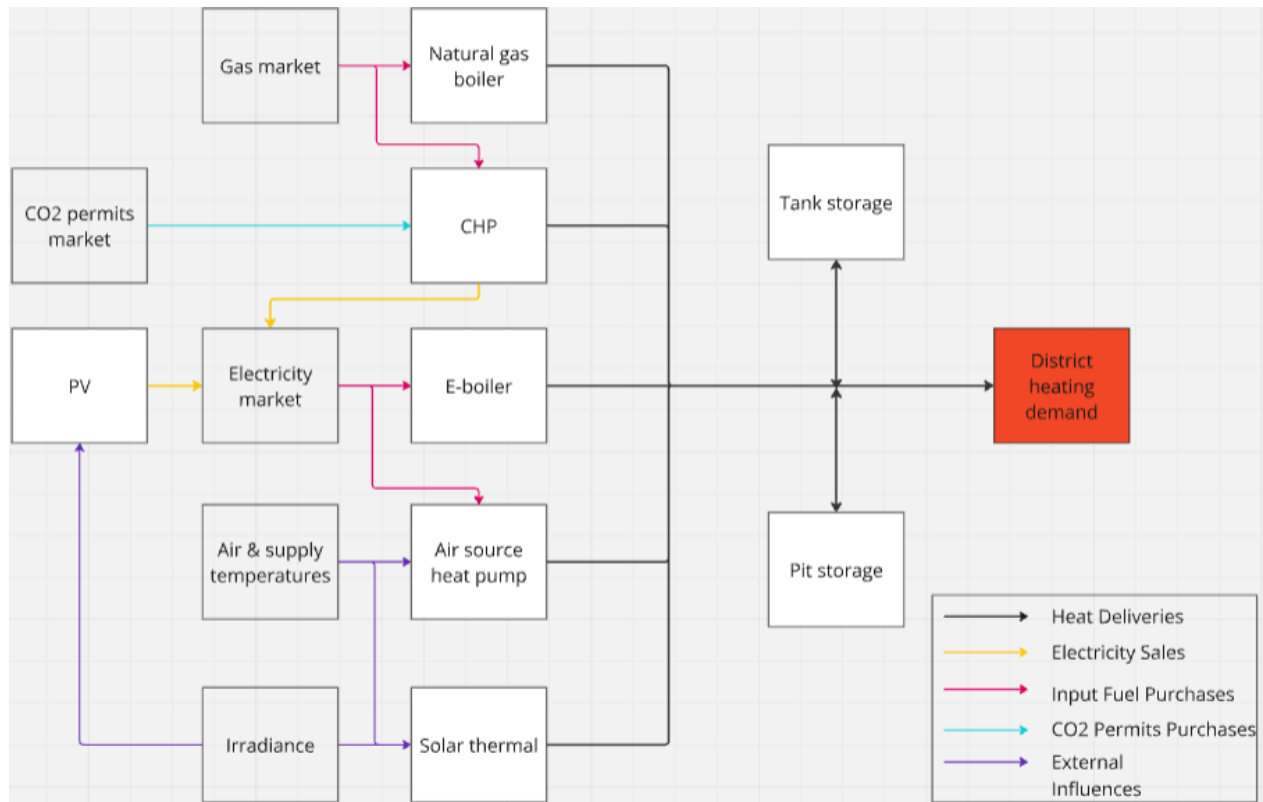 Gas market
Natural gas
boiler
CO2 permits
market
CHP
Tank storage
PV
Electricity
market
E-boiler
District
heating
demand
Air & supply
temperatures
Air source
heat pump
Pit storage
Irradiance
Solar thermal
Heat Deliveries
Electricity Sales
Input Fuel Purchases
CO2 Permits Purchases
External
Influences